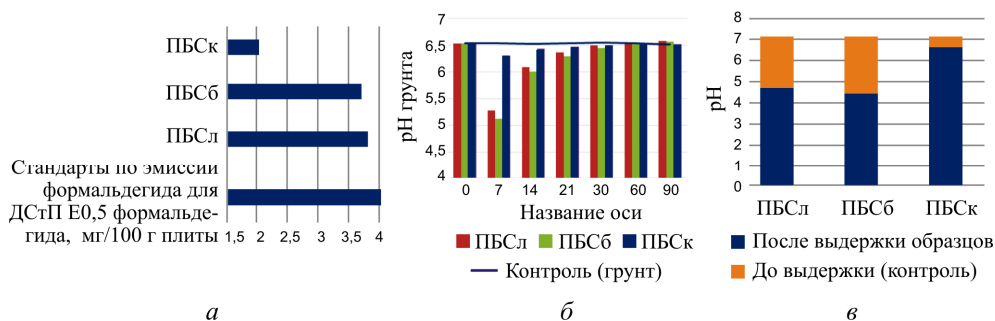 ПБСк
ПБСб
ПБСл
Стандарты по эмиссии
формальдегида для
ДСтП Е0,5 формальде-
гида, мг/100 г плиты
1,5 2 2,5 3 3,5 4
а
рН грунта
7
6,5
6
5,5
5
4,5
4
0 7 14 21 30 60 90
Название оси
ПБСл ПБСб ПБСк
Контроль (грунт)
б
рН
8
7
6
5
4
3
2
1
0
ПБСл ПБСб ПБСк
После выдержки образцов
До выдержки (контроль)
в